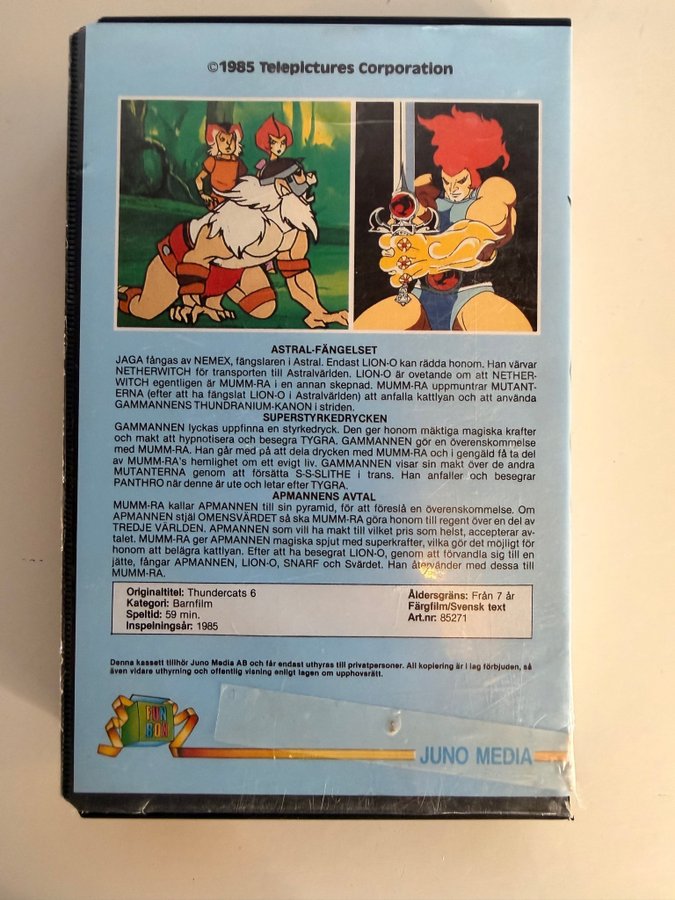 ©1985 Telepictures Corporation
ASTRAL-FÄNGELSET
JAGA fångas av NEMEX, fängslaren i Astral. Endast LION-O kan rädda honom. Han värvar
NETHERWITCH för transporten till Astralvärlden. LION-O är ovetande om att NETHER-
WITCH egentligen är MUMM-RA i en annan skepnad. MUMM-RA uppmuntrar MUTANT-
ERNA (efter att ha fängslat LION-O i Astralvärlden) att anfalla kattlyan och att använda
GAMMANNENS THUNDRANIUM-KANON i striden.
SUPERSTYRKEDRYCKEN
GAMMANNEN lyckas uppfinna en styrkedryck. Den ger honom mäktiga magiska krafter
och makt att hypnotisera och besegra TYGRA. GAMMANNEN gör en överenskommelse
med MUMM-RA. Han går med på att dela drycken med MUMM-RA och i gengäld få ta del
av MUMM-RA's hemlighet om ett evigt liv. GAMMANNEN visar sin makt över de andra
MUTANTERNA genom att försätta S-S-SLITHE i trans. Han anfaller och besegrar
PANTHRO när denne är ute och letar efter TYGRA.
APMANNENS AVTAL
MUMM-RA kallar APMANNEN till sin pyramid, för att föreslå en överenskommelse. Om
APMANNEN stjäl OMENSVÄRDET så ska MUMM-RA göra honom till regent över en del av
TREDJE VÄRLDEN. APMANNEN som vill ha makt till vilket pris som helst, accepterar av-
talet. MUMM-RA ger APMANNEN magiska spjut med superkrafter, vilka gör det möjligt för
honom att belägra kattlyan. Efter att ha besegrat LION-O, genom att förvandla sig till en
jätte, fångar APMANNEN, LION-O, SNARF och Svärdet. Han återvänder med dessa till
MUMM-RA.
Originaltitel: Thundercats 6
Kategori: Barnfilm
Speltid: 59 min.
Inspelningsår: 1985
Åldersgräns: Från 7 år
Färgfilm/Svensk text
Art.nr: 85271
Denna kassett tillhör Juno Media AB och får endast uthyras till privatpersoner. All kopiering är i lag förbjuden, så
även vidare uthyrning och offentlig visning enligt lagen om upphovsrätt.
FUN
BOX
JUNO MEDIA